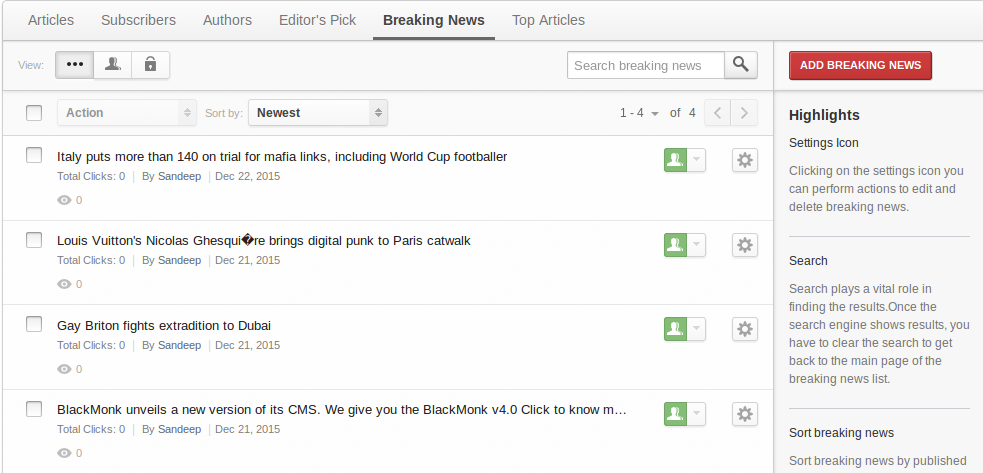 Articles Subscribers Authors Editor's Pick Breaking News Top Articles
View:
Search breaking news
ADD BREAKING NEWS
Action Sort by: Newest 1 - 4 of 4
Italy puts more than 140 on trial for mafia links, including World Cup footballer
Total Clicks: 0 | By Sandeep | Dec 22, 2015
0
Louis Vuitton's Nicolas Ghesqui�re brings digital punk to Paris catwalk
Total Clicks: 0 | By Sandeep | Dec 21, 2015
0
Gay Briton fights extradition to Dubai
Total Clicks: 0 | By Sandeep | Dec 21, 2015
0
BlackMonk unveils a new version of its CMS. We give you the BlackMonk v4.0 Click to know m...
Total Clicks: 0 | By Sandeep | Dec 21, 2015
0
Highlights
Settings Icon
Clicking on the settings icon you
can perform actions to edit and
delete breaking news.
Search
Search plays a vital role in
finding the results.Once the
search engine shows results, you
have to clear the search to get
back to the main page of the
breaking news list.
Sort breaking news
Sort breaking news by published